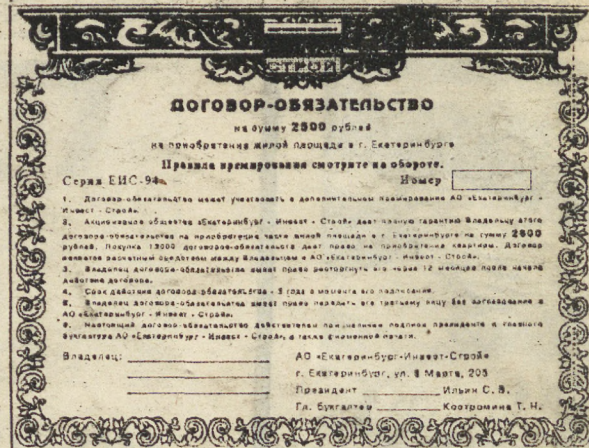 СТРОЙ
ДОГОВОР-ОБЯЗАТЕЛЬСТВО
на сумму 2500 рублей
на приобретение жилой площади в г. Екатеринбурге
Правила премирования смотрите на обороте.
Серия ЕИС-94 Номер
1. Договор-обязательство может участвовать в дополнительном премировании АО «Екатеринбург -
Инвест - Строй».
2. Акционерное общество «Екатеринбург - Инвест - Строй» дает полную гарантию Владельцу этого
договора-обязательства на приобретение части жилой площади в г. Екатеринбурге на сумму 2500
рублей. Покупка 13000 договоров-обязательств дает право на приобретение квартиры. Договор
является расчетным средством между Владельцем и АО «Екатеринбург - Инвест - Строй».
3. Владелец договора-обязательства имеет право расторгнуть его через 12 месяцев после начала
действия договора.
4. Срок действия договора обязательства - 3 года с момента его подписания.
5. Владелец договора-обязательства имеет право передать его третьему лицу без согласования с
АО «Екатеринбург - Инвест - Строй».
6. Настоящий договор-обязательство действителен при наличии подписи президента и главного
бухгалтера АО «Екатеринбург - Инвест - Строй», а также фирменной печати.
Владелец: АО «Екатеринбург-Инвест-Строй»
г. Екатеринбург, ул. 8 Марта, 205
Президент Ильин С. В.
Гл. бухгалтер Костромина Т. Н.